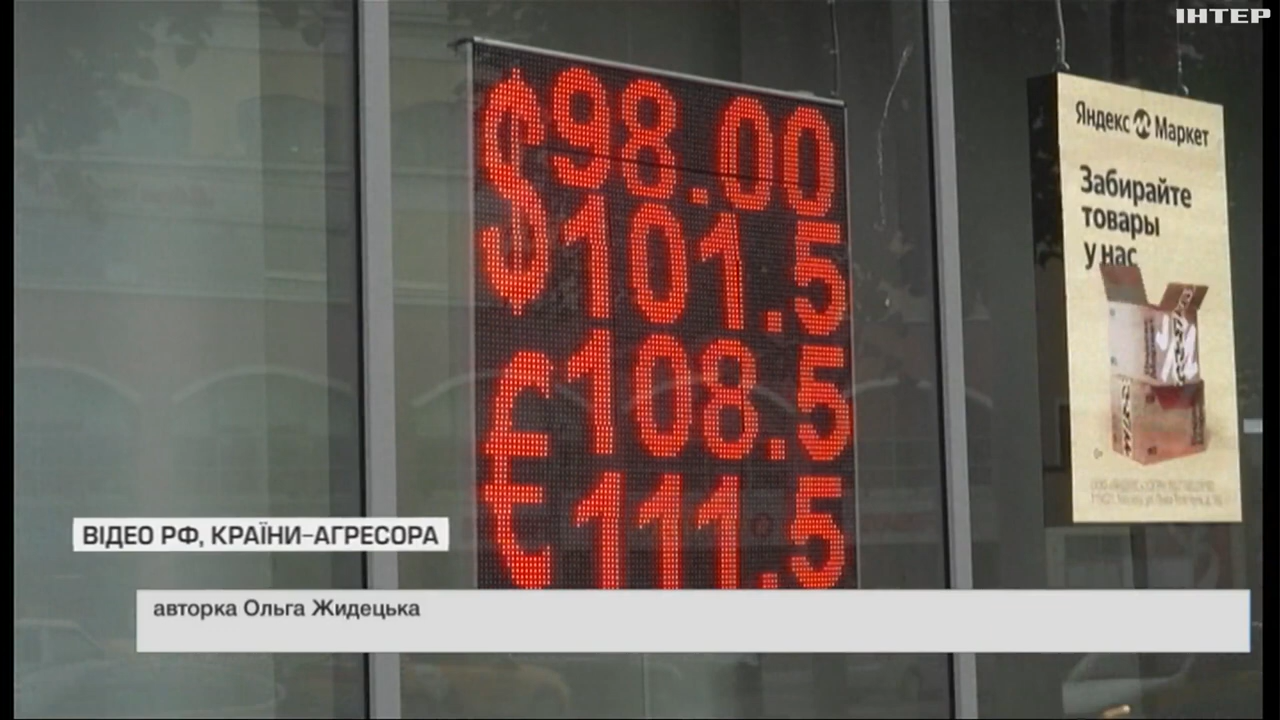 ІНТЕР
$98.00
101.5
€108.5
111.5
Яндекс Маркет
Забирайте
товары
у нас
ВІДЕО РФ, КРАЇНИ-АГРЕСОРА
авторка Ольга Жидецька